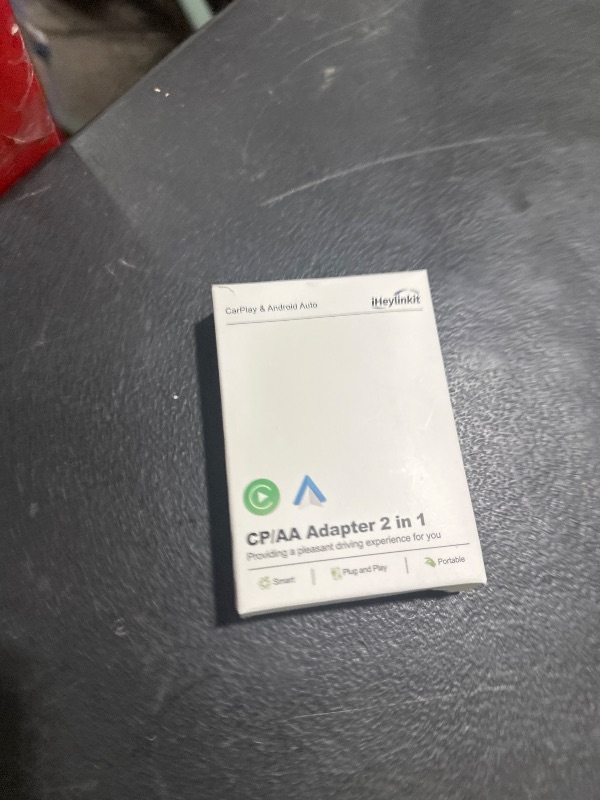 CarPlay & Android Auto
iHeylinkit
CP/AA Adapter 2 in 1
Providing a pleasant driving experience for you
Smart | Plug and Play | Portable